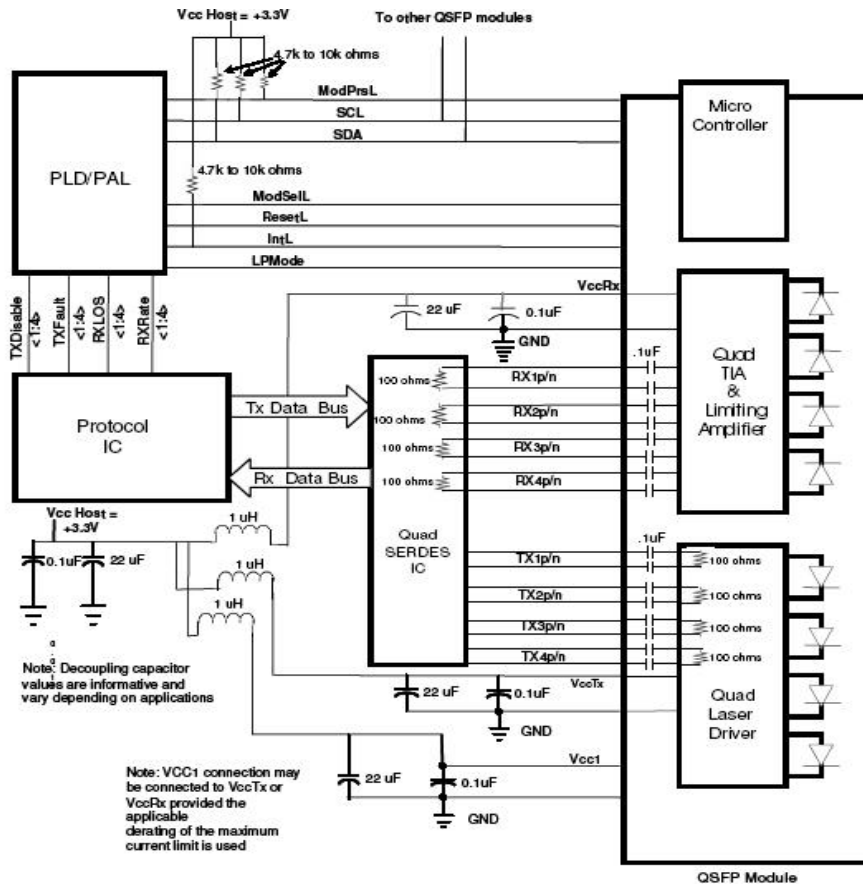 Vcc Host = +3.3V
To other QSFP modules
4.7k to 10k ohms
ModPrsL
SCL
SDA
Micro
Controller
PLD/PAL
4.7k to 10k ohms
ModSelL
ResetL
IntL
LPMode
TXDisable
<1:4>
TXFault
<1:4>
RXLOS
<1:4>
RXRate
<1:4>
VccRx
22 uF
0.1uF
GND
.1uF
Quad
TIA
&
Limiting
Amplifier
Protocol
IC
Tx Data Bus
Rx Data Bus
100 ohms
100 ohms
100 ohms
100 ohms
RX1p/n
RX2p/n
RX3p/n
RX4p/n
Quad
SERDES
IC
Vcc Host =
+3.3V
0.1uF
22 uF
1 uH
1 uH
1 uH
.1uF
TX1p/n
TX2p/n
TX3p/n
TX4p/n
100 ohms
100 ohms
100 ohms
100 ohms
Quad
Laser
Driver
Note: Decoupling capacitor
values are informative and
vary depending on applications
VccTx
22 uF
0.1uF
GND
Vcc1
22 uF
0.1uF
GND
Note: VCC1 connection may
be connected to VccTx or
VccRx provided the
applicable
derating of the maximum
current limit is used
QSFP Module